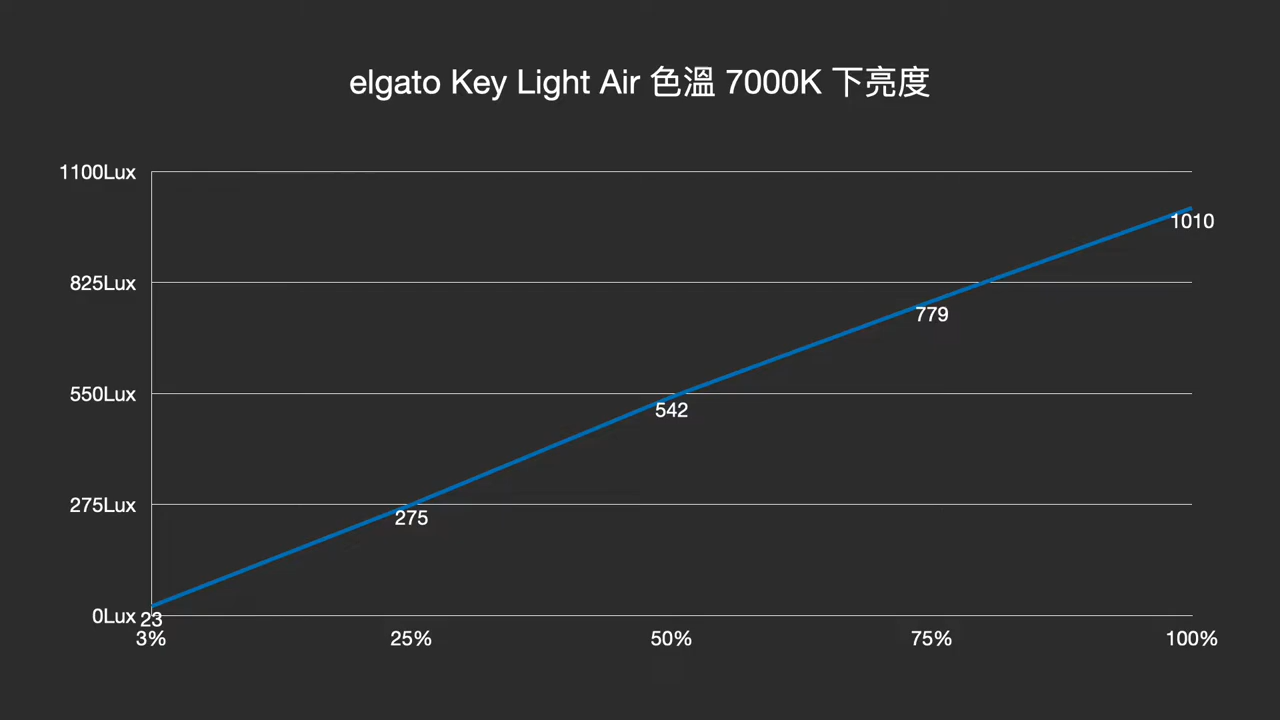 elgato Key Light Air 色溫 7000K 下亮度
1100Lux
1010
825Lux
779
550Lux
542
275Lux
275
0Lux
23
3%
25%
50%
75%
100%